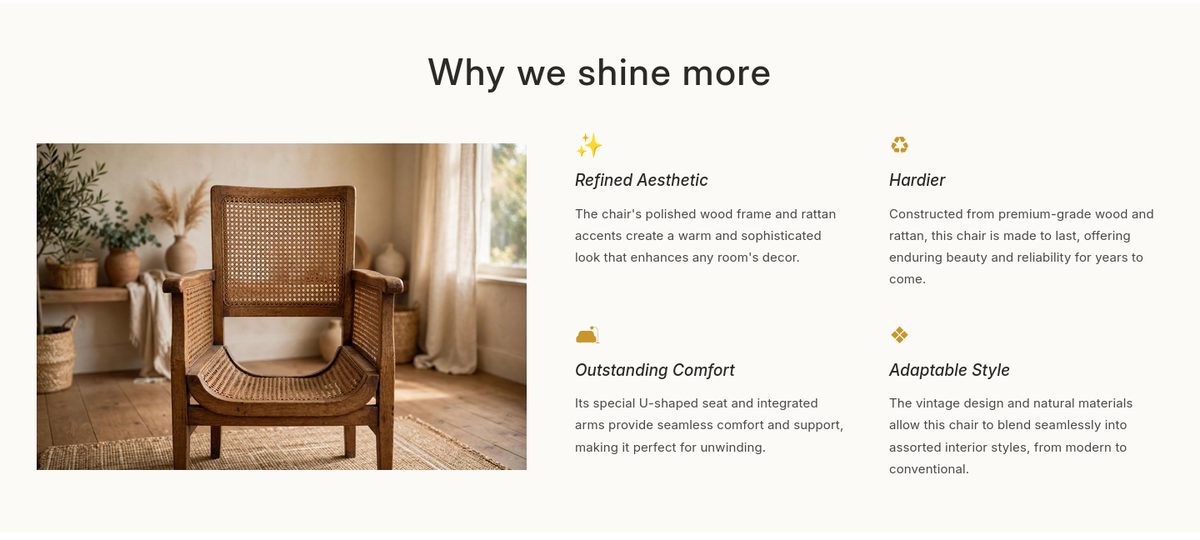 Why we shine more
Refined Aesthetic
The chair's polished wood frame and rattan
accents create a warm and sophisticated
look that enhances any room's decor.
Hardier
Constructed from premium-grade wood and
rattan, this chair is made to last, offering
enduring beauty and reliability for years to
come.
Outstanding Comfort
Its special U-shaped seat and integrated
arms provide seamless comfort and support,
making it perfect for unwinding.
Adaptable Style
The vintage design and natural materials
allow this chair to blend seamlessly into
assorted interior styles, from modern to
conventional.